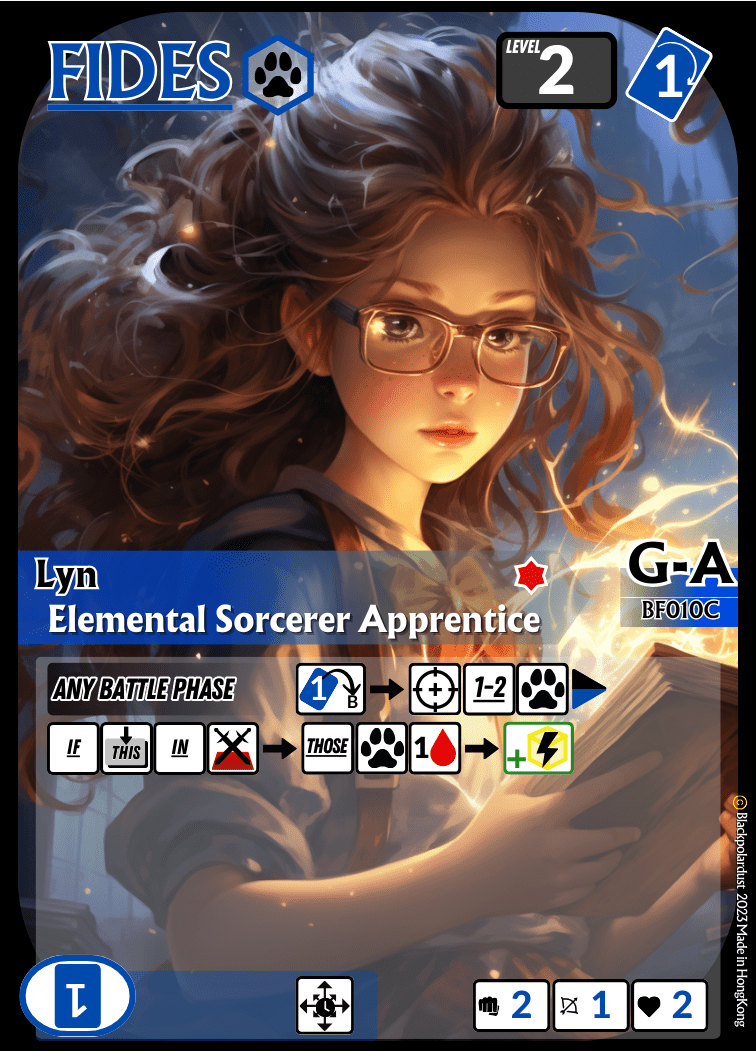 FIDES
LEVEL 2
1
Lyn
Elemental Sorcerer Apprentice
G-A
BF010C
ANY BATTLE PHASE 1 B 1-2
IF THIS IN THOSE 1 +
© Blackpolardust 2023 Made in HongKong
1
2 1 2